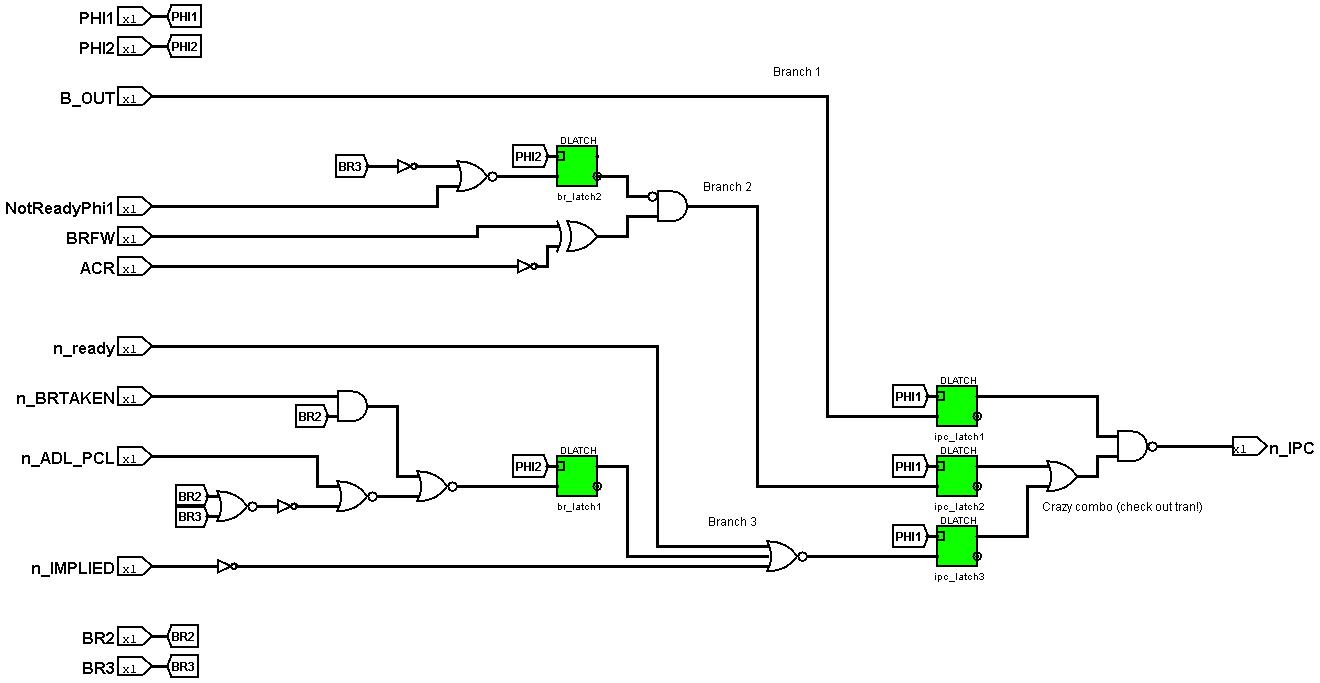 PHI1 x1 PHI1
PHI2 x1 PHI2
Branch 1
B_OUT x1
DLATCH
PHI2
BR3
br_latch2
Branch 2
NotReadyPhi1 x1
BRFW x1
ACR x1
n_ready x1
DLATCH
n_BRTAKEN x1
PHI1
BR2
ipc_latch1
n_IPC x1
DLATCH
DLATCH
n_ADL_PCL x1
PHI2
PHI1
BR2
br_latch1
ipc_latch2
BR3
Crazy combo (check out tran!)
Branch 3
DLATCH
PHI1
n_IMPLIED x1
ipc_latch3
BR2 x1 BR2
BR3 x1 BR3